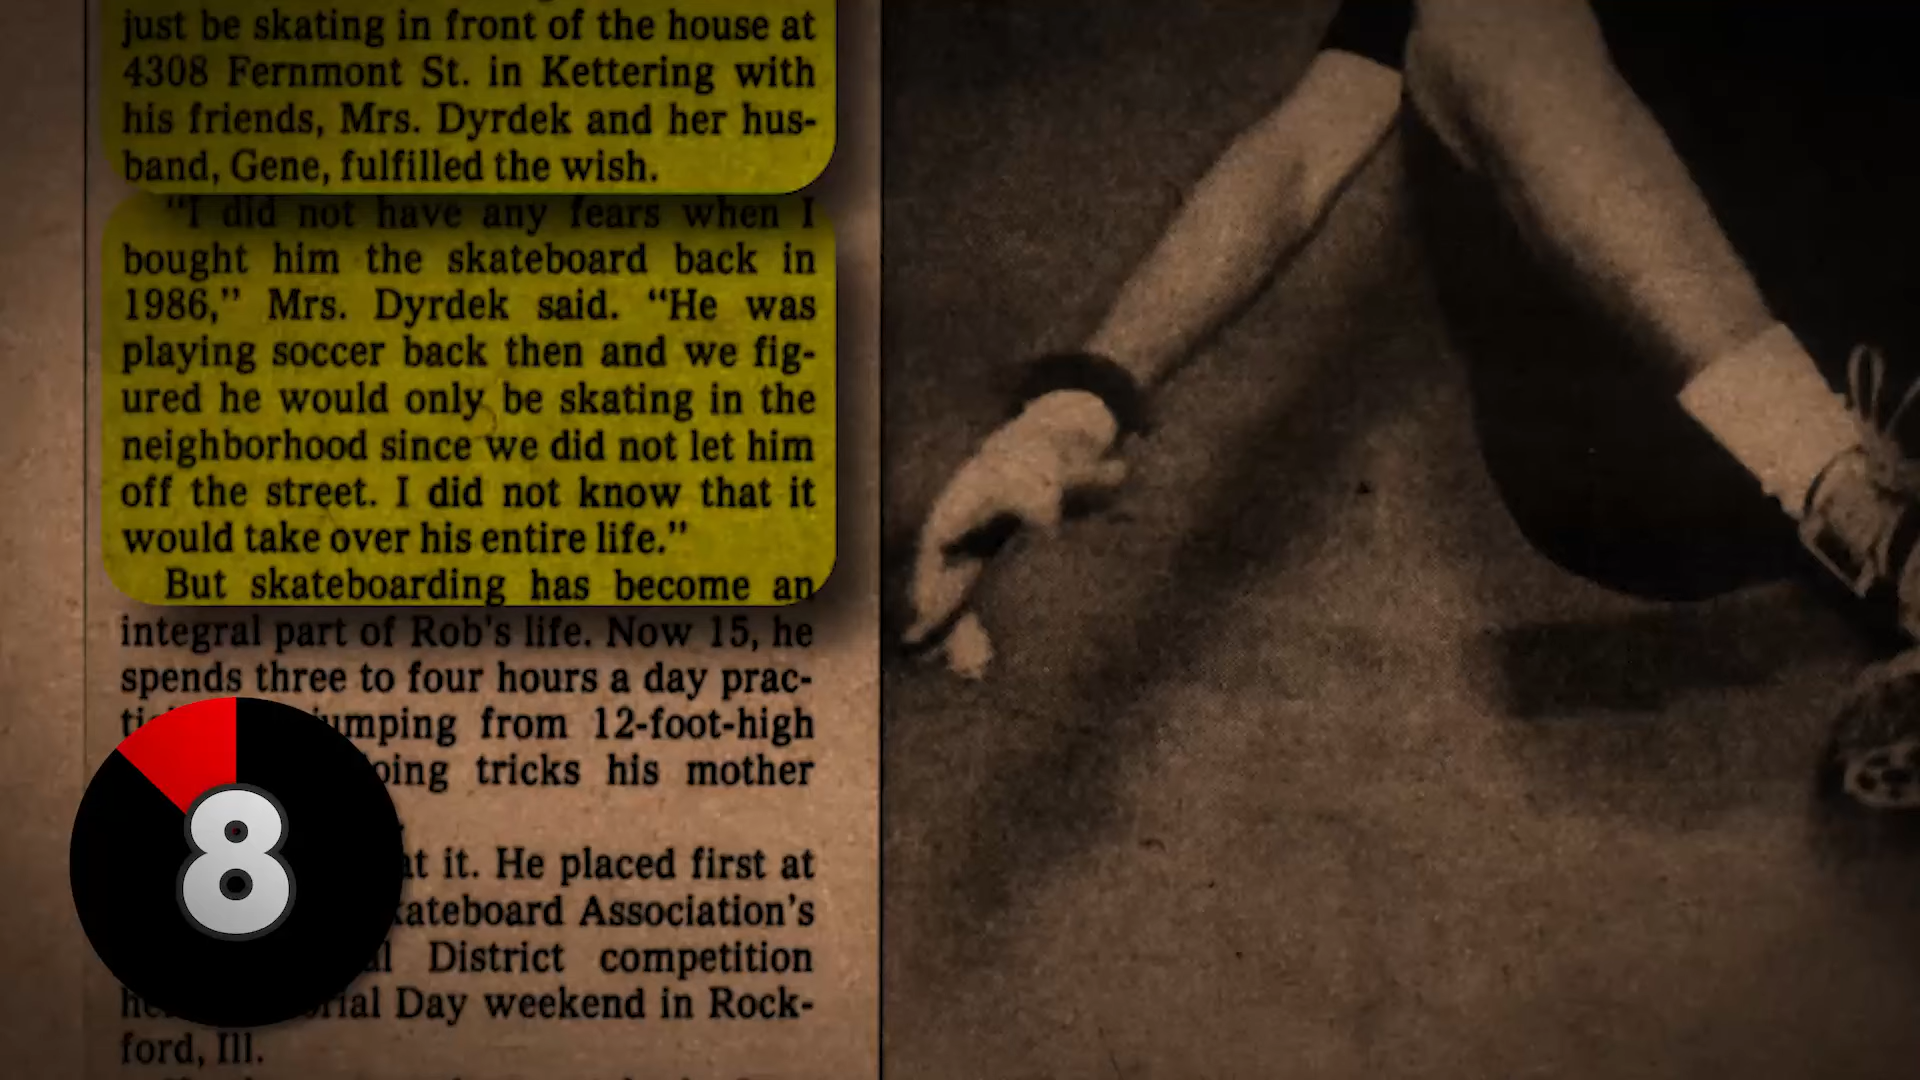 just be skating in front of the house at
4308 Fernmont St. in Kettering with
his friends, Mrs. Dyrdek and her hus-
band, Gene, fulfilled the wish.
"I did not have any fears when I
bought him the skateboard back in
1986,” Mrs. Dyrdek said. “He was
playing soccer back then and we fig-
ured he would only be skating in the
neighborhood since we did not let him
off the street. I did not know that it
would take over his entire life.”
But skateboarding has become an
integral part of Rob's life. Now 15, he
spends three to four hours a day prac-
jumping from 12-foot-high
tricks his mother
at it. He placed first at
Association's
District competition
Day weekend in Rock-
ford, Ill.
8